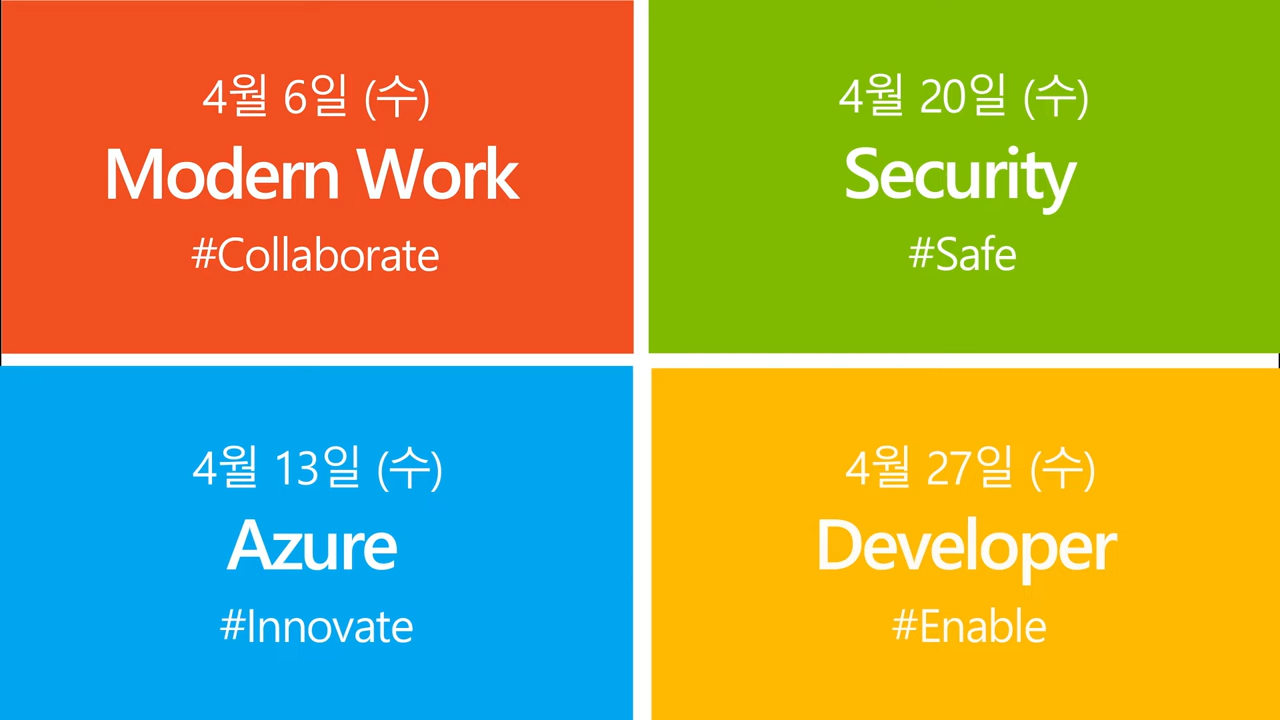 4월 6일 (수)
Modern Work
#Collaborate
4월 20일 (수)
Security
#Safe
4월 13일 (수)
Azure
#Innovate
4월 27일 (수)
Developer
#Enable